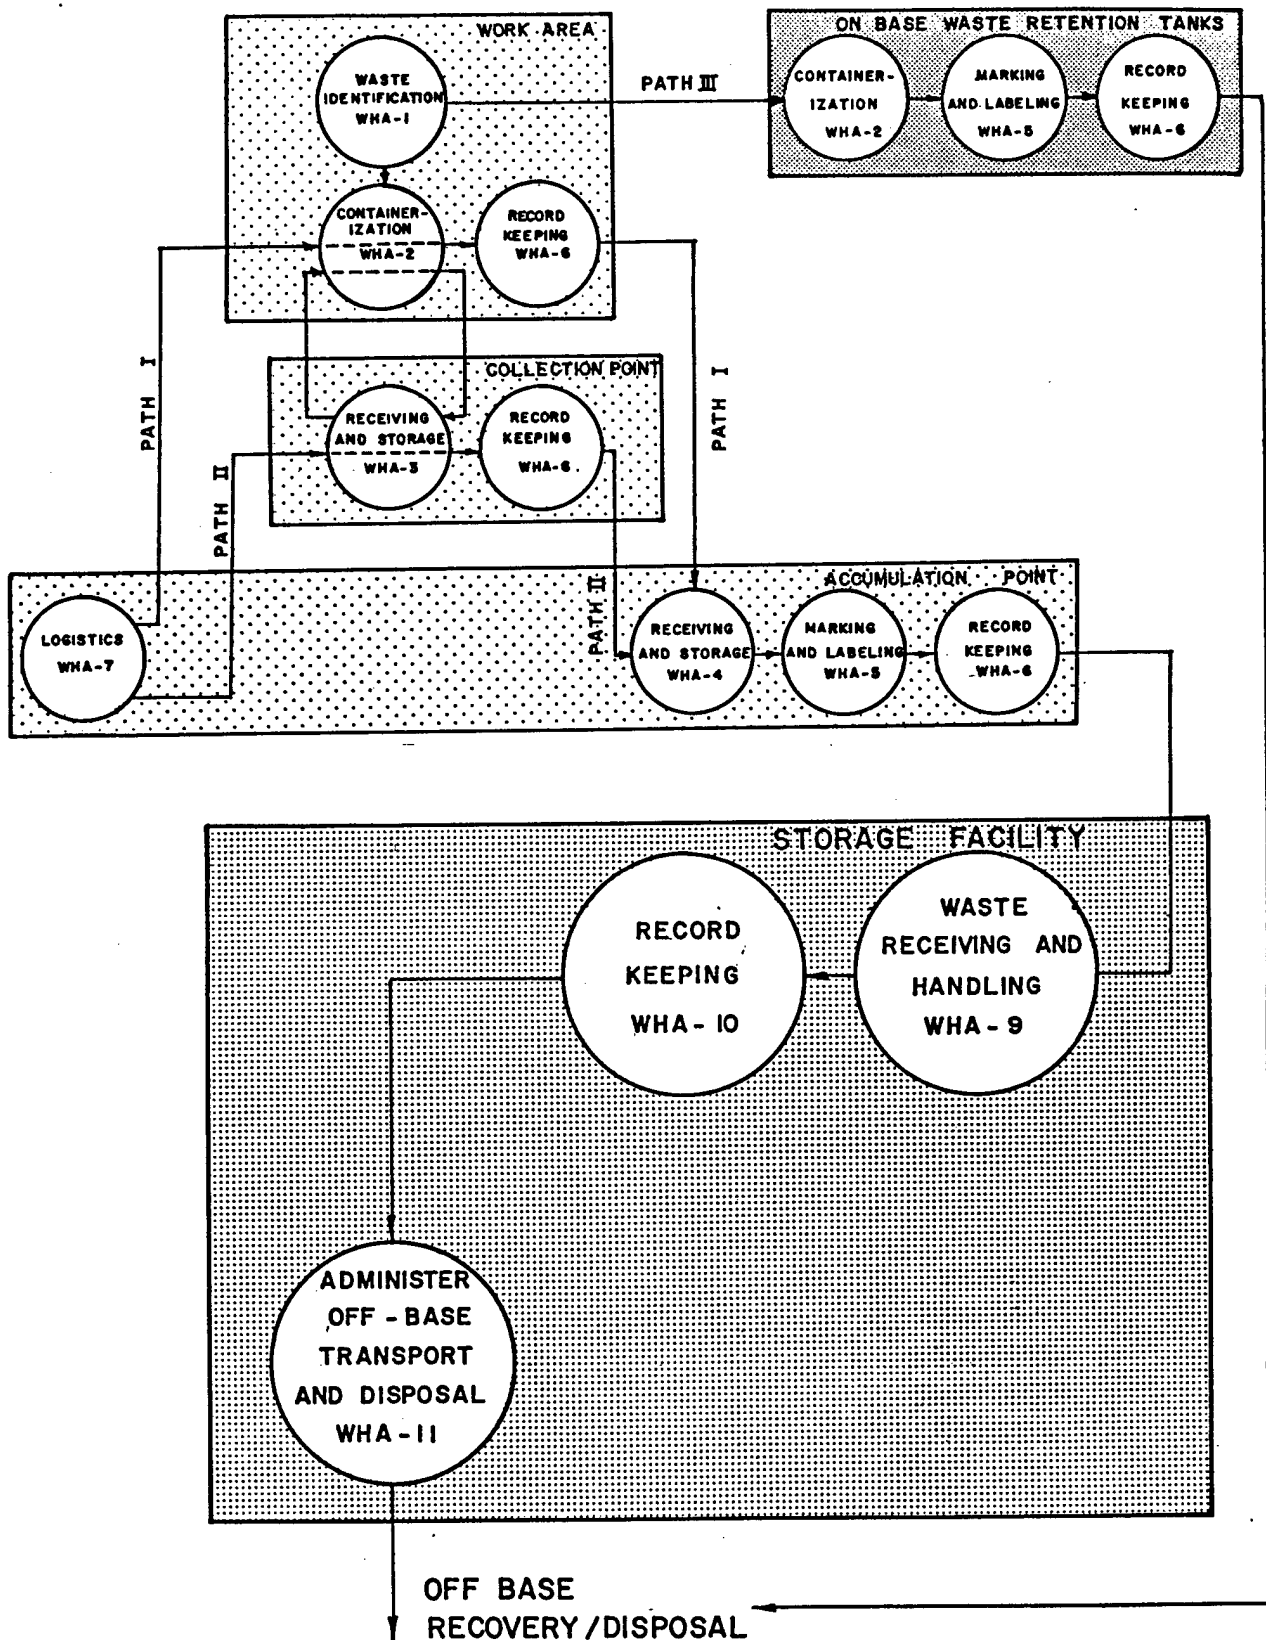 WORK AREA
WASTE
IDENTIFICATION
WHA-1
CONTAINER-
IZATION
WHA-2
RECORD
KEEPING
WHA-6
PATH III
ON BASE WASTE RETENTION TANKS
CONTAINER-
IZATION
WHA-2
MARKING
AND LABELING
WHA-5
RECORD
KEEPING
WHA-6
PATH I
PATH II
COLLECTION POINT
RECEIVING
AND STORAGE
WHA-3
RECORD
KEEPING
WHA-6
PATH I
PATH II
ACCUMULATION POINT
LOGISTICS
WHA-7
RECEIVING
AND STORAGE
WHA-4
MARKING
AND LABELING
WHA-5
RECORD
KEEPING
WHA-6
STORAGE FACILITY
RECORD
KEEPING
WHA-10
WASTE
RECEIVING AND
HANDLING
WHA-9
ADMINISTER
OFF-BASE
TRANSPORT
AND DISPOSAL
WHA-11
OFF BASE
RECOVERY/DISPOSAL